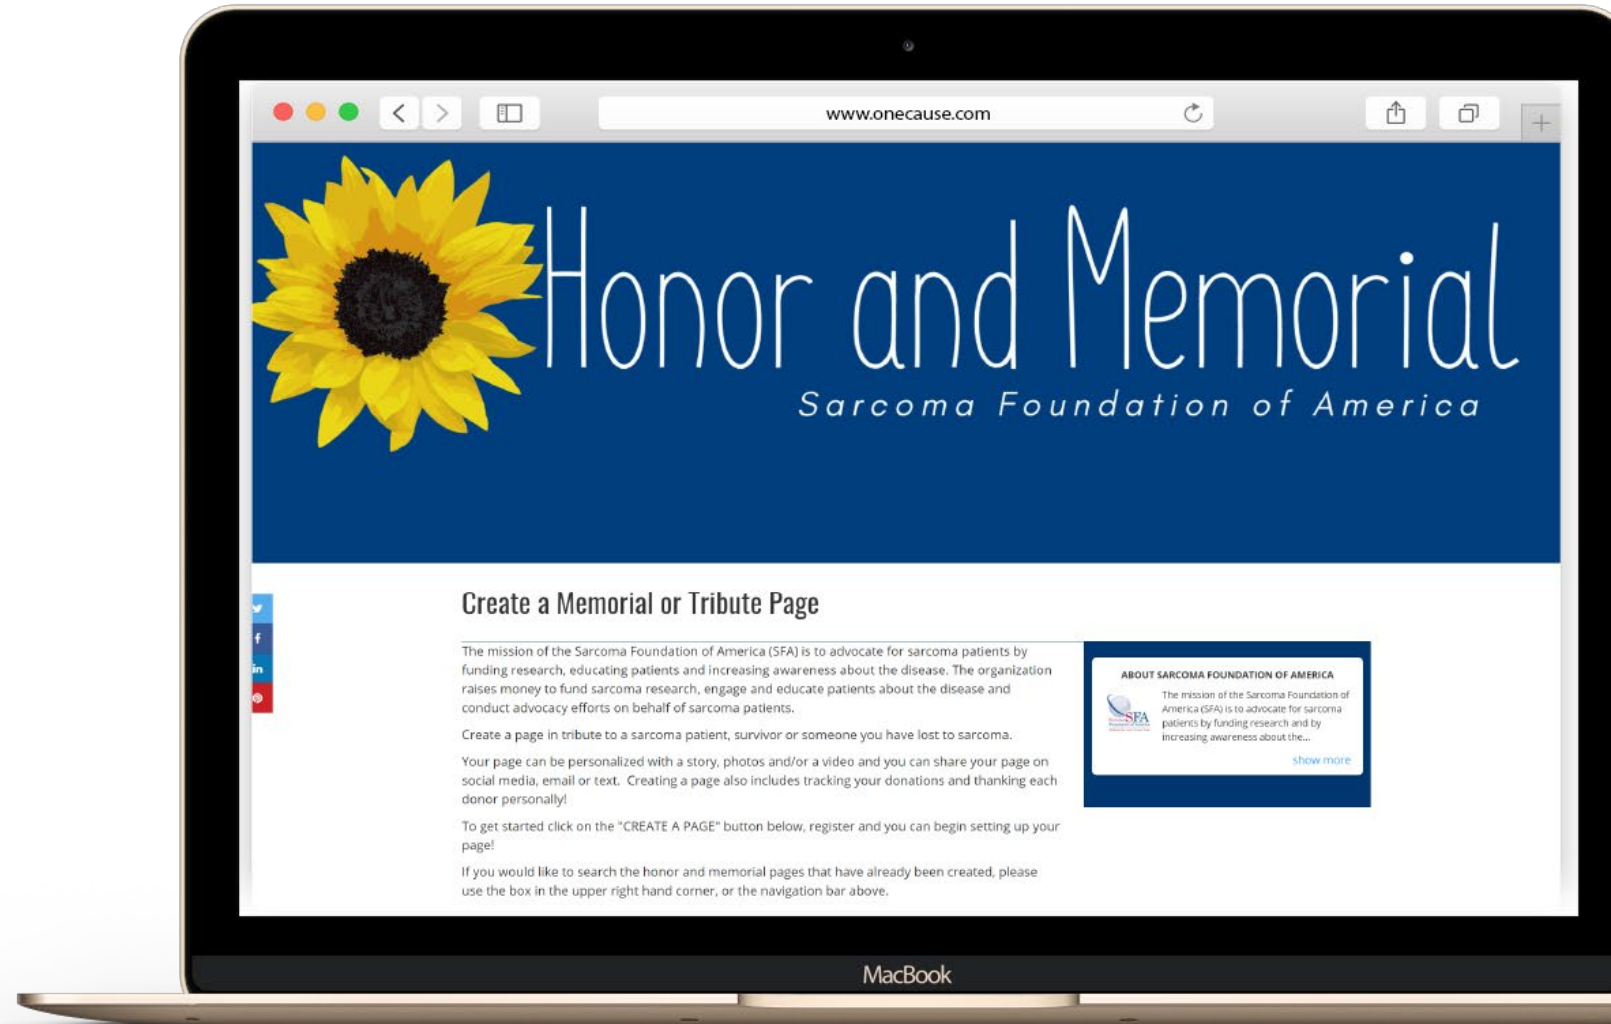 www.onecause.com
Honor and Memorial
Sarcoma Foundation of America
Create a Memorial or Tribute Page
The mission of the Sarcoma Foundation of America (SFA) is to advocate for sarcoma patients by
funding research, educating patients and increasing awareness about the disease. The organization
raises money to fund sarcoma research, engage and educate patients about the disease and
conduct advocacy efforts on behalf of sarcoma patients.
Create a page in tribute to a sarcoma patient, survivor or someone you have lost to sarcoma.
Your page can be personalized with a story, photos and/or a video and you can share your page on
social media, email or text. Creating a page also includes tracking your donations and thanking each
donor personally!
To get started click on the "CREATE A PAGE" button below, register and you can begin setting up your
page!
If you would like to search the honor and memorial pages that have already been created, please
use the box in the upper right hand corner, or the navigation bar above.
ABOUT SARCOMA FOUNDATION OF AMERICA
SFA
The mission of the Sarcoma Foundation of
America (SFA) is to advocate for sarcoma
patients by funding research and by
increasing awareness about the...
show more
MacBook